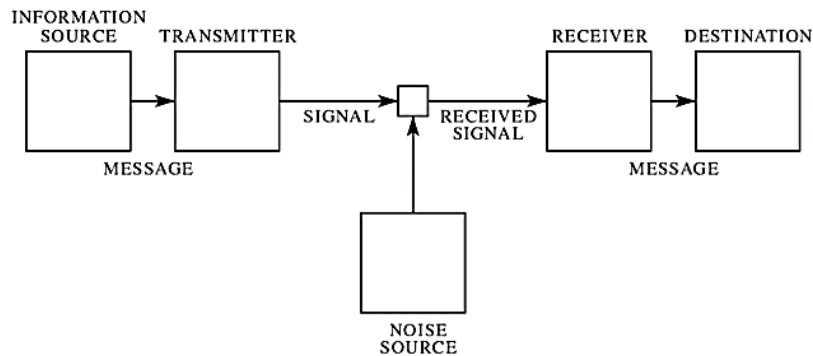 INFORMATION
SOURCE
TRANSMITTER
RECEIVER
DESTINATION
SIGNAL
RECEIVED
SIGNAL
MESSAGE
MESSAGE
NOISE
SOURCE